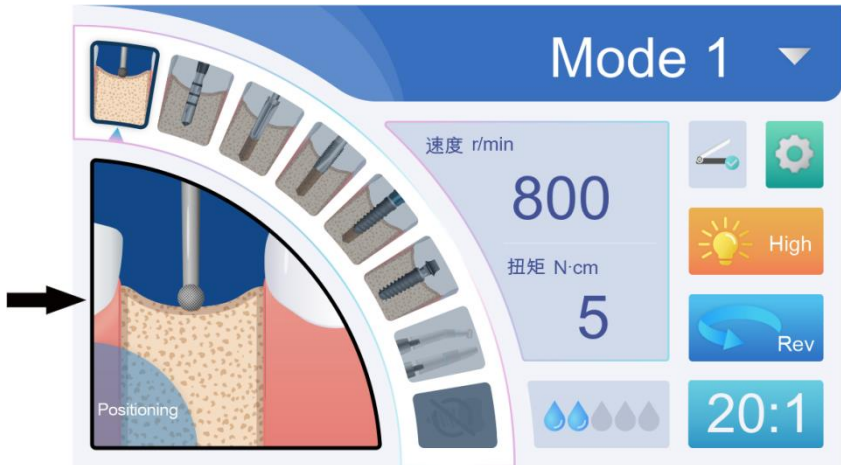 Mode 1
速度 r/min
800
扭矩 N·cm
5
High
Rev
20:1
Positioning